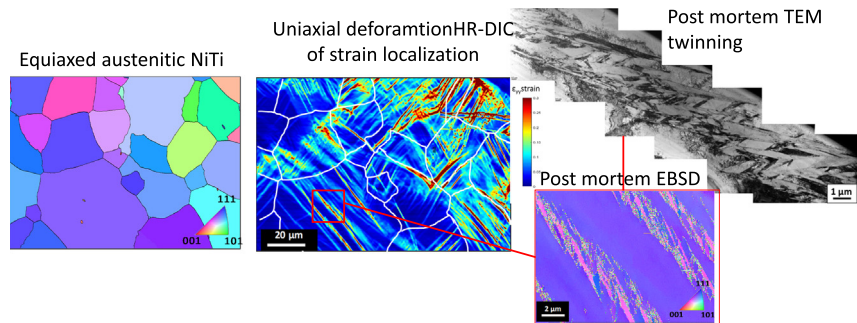 Equiaxed austenitic NiTi
111
001 101
Uniaxial deforamtionHR-DIC
of strain localization
20 µm
εyystrain
Post mortem TEM
twinning
1 µm
Post mortem EBSD
2 µm
111
001 101